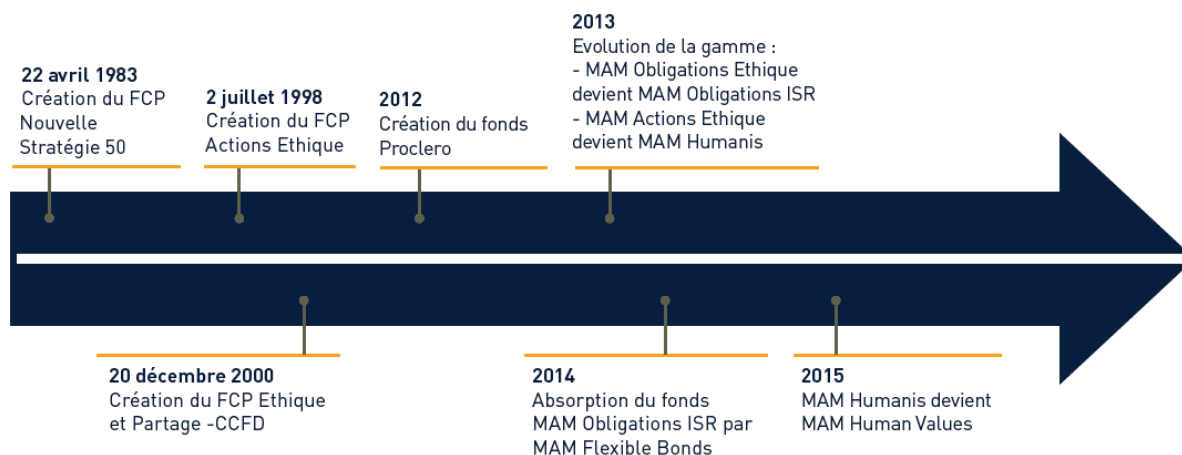 22 avril 1983
Création du FCP
Nouvelle
Stratégie 50
2 juillet 1998
Création du FCP
Actions Ethique
2012
Création du fonds
Proclero
2013
Evolution de la gamme :
- MAM Obligations Ethique
devient MAM Obligations ISR
- MAM Actions Ethique
devient MAM Humanis
20 décembre 2000
Création du FCP Ethique
et Partage -CCFD
2014
Absorption du fonds
MAM Obligations ISR par
MAM Flexible Bonds
2015
MAM Humanis devient
MAM Human Values